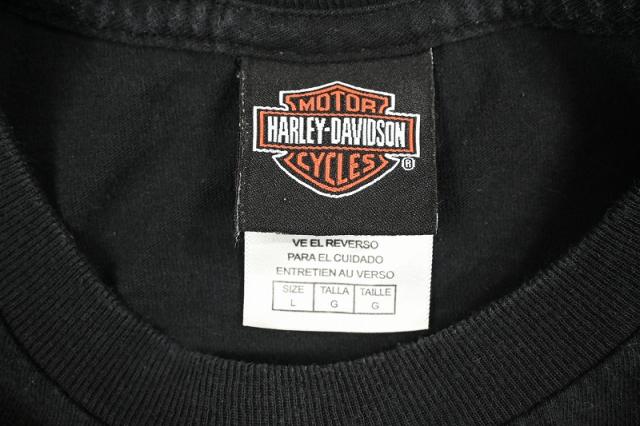 MOTOR
HARLEY-DAVIDSON
CYCLES
®
VE EL REVERSO
PARA EL CUIDADO
ENTRETIEN AU VERSO
SIZE TALLA TAILLE
L G G